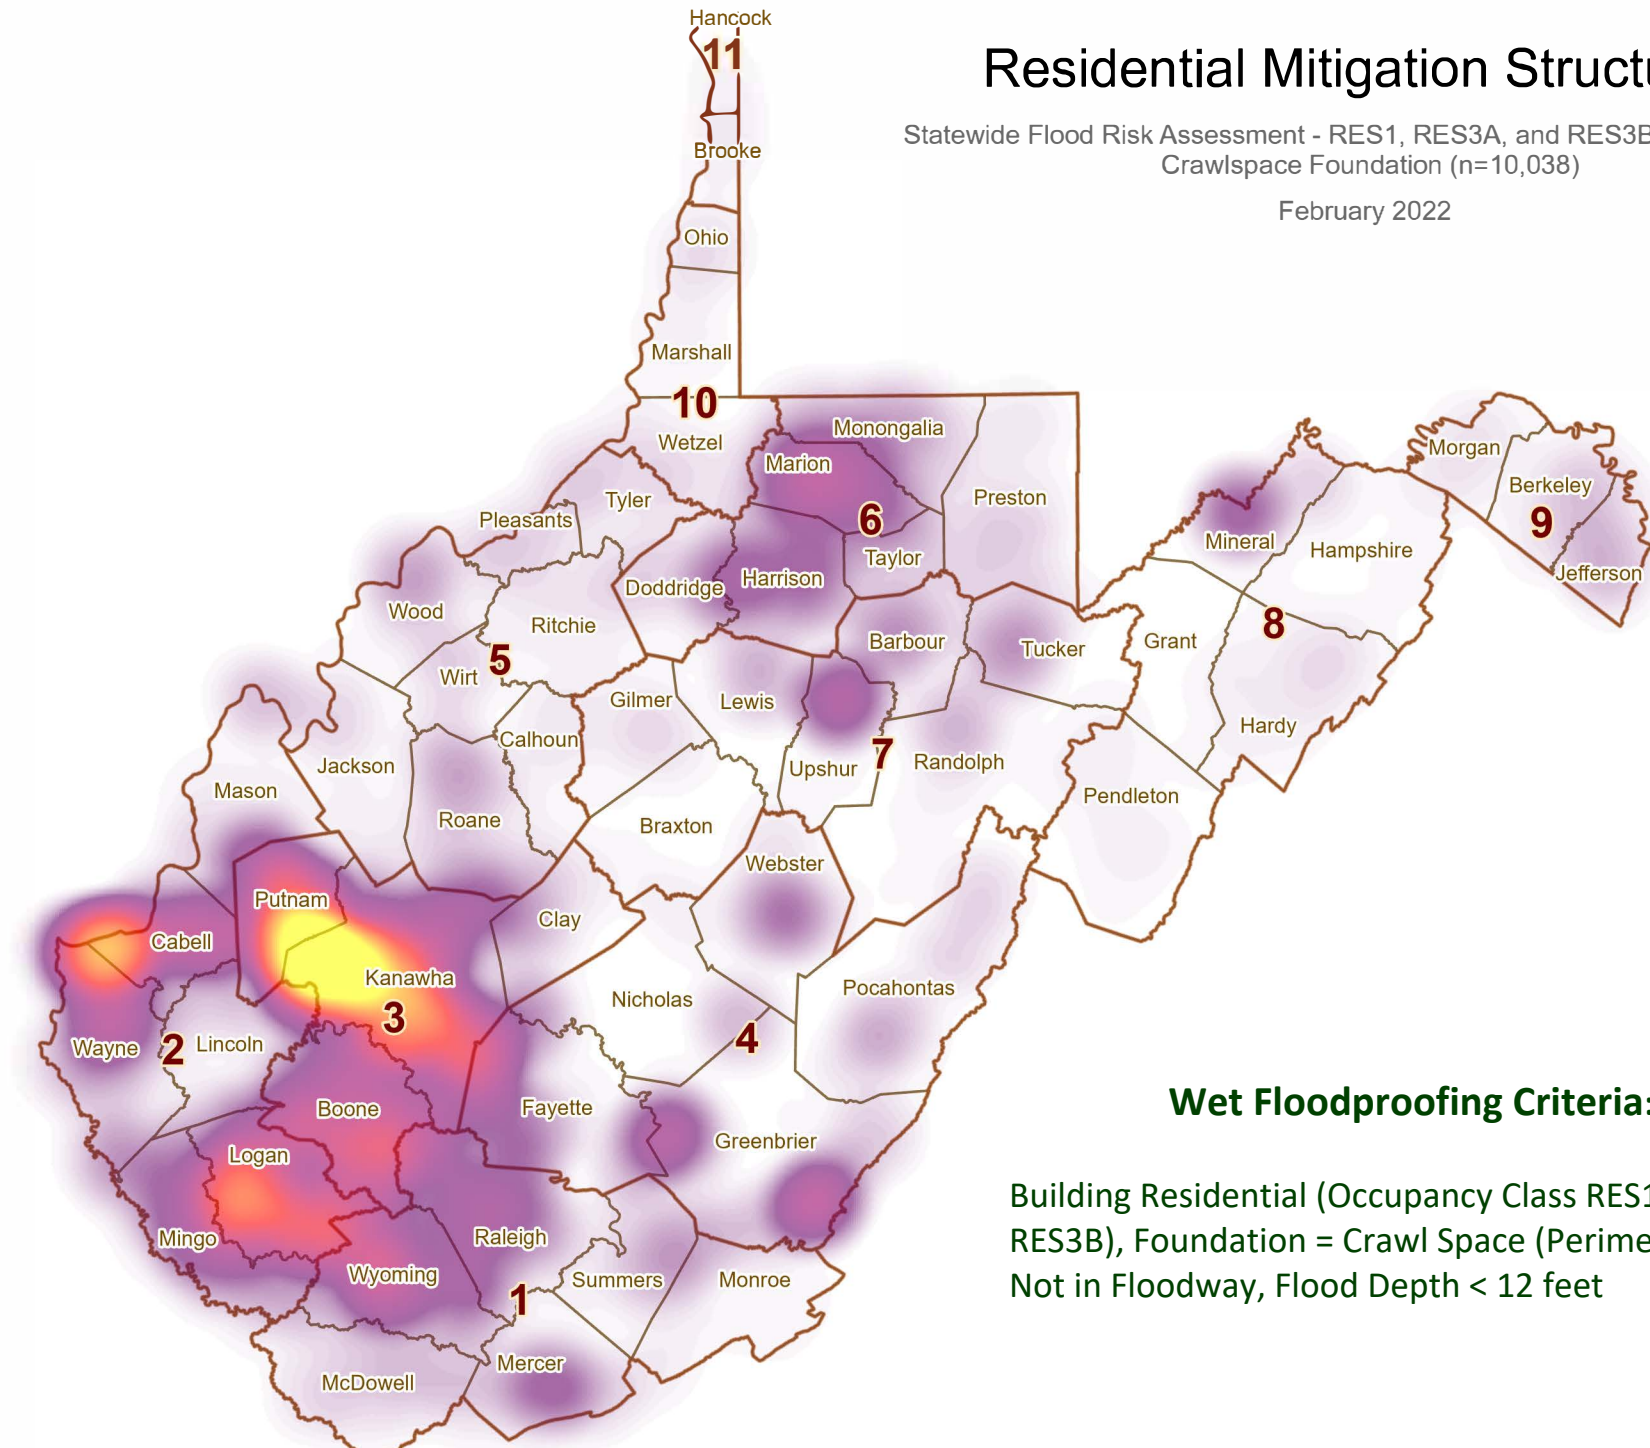 Hancock
11
Residential Mitigation Struct
Statewide Flood Risk Assessment - RES1, RES3A, and RES3B
Crawlspace Foundation (n=10,038)
February 2022
Brooke
Ohio
Marshall
10
Wetzel
Monongalia
Marion
Morgan
Berkeley
9
Jefferson
Tyler
Preston
Pleasants
6
Mineral
Hampshire
Taylor
Harrison
Doddridge
Wood
Ritchie
8
Barbour
Tucker
Grant
5
Wirt
Gilmer
Lewis
Hardy
Calhoun
7
Jackson
Upshur
Randolph
Mason
Pendleton
Roane
Braxton
Webster
Putnam
Clay
Cabell
Kanawha
Pocahontas
Nicholas
3
4
Wayne
2
Lincoln
Boone
Fayette
Wet Floodproofing Criteria:
Greenbrier
Logan
Building Residential (Occupancy Class RES1
RES3B), Foundation = Crawl Space (Perime
Not in Floodway, Flood Depth < 12 feet
Mingo
Raleigh
Wyoming
Summers
Monroe
1
Mercer
McDowell